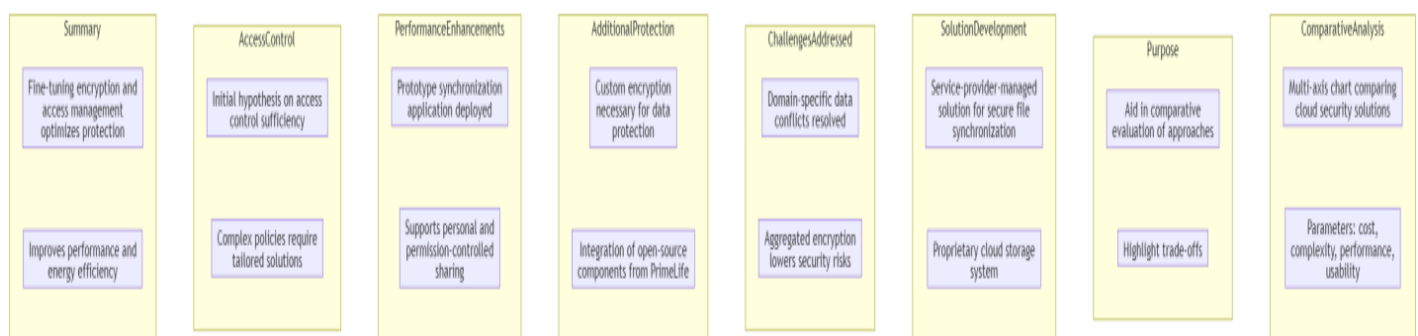 Summary
Fine-tuning encryption and
access management
optimizes protection
Improves performance and
energy efficiency
AccessControl
Initial hypothesis on access
control sufficiency
Complex policies require
tailored solutions
PerformanceEnhancements
Prototype synchronization
application deployed
Supports personal and
permission-controlled
sharing
AdditionalProtection
Custom encryption
necessary for data
protection
Integration of open-source
components from PrimeLife
ChallengesAddressed
Domain-specific data
conflicts resolved
Aggregated encryption
lowers security risks
SolutionDevelopment
Service-provider-managed
solution for secure file
synchronization
Proprietary cloud storage
system
Purpose
Aid in comparative
evaluation of approaches
Highlight trade-offs
ComparativeAnalysis
Multi-axis chart comparing
cloud security solutions
Parameters: cost,
complexity, performance,
usability